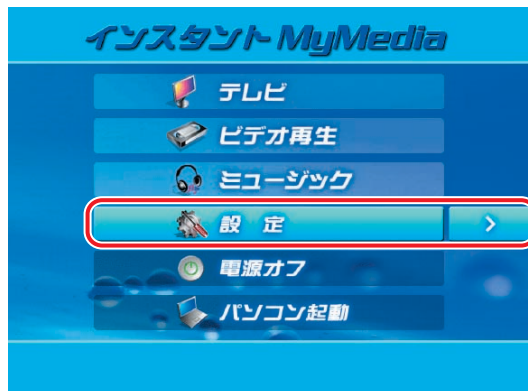 インスタント MyMedia
テレビ
ビデオ再生
ミュージック
設 定
電源オフ
パソコン起動